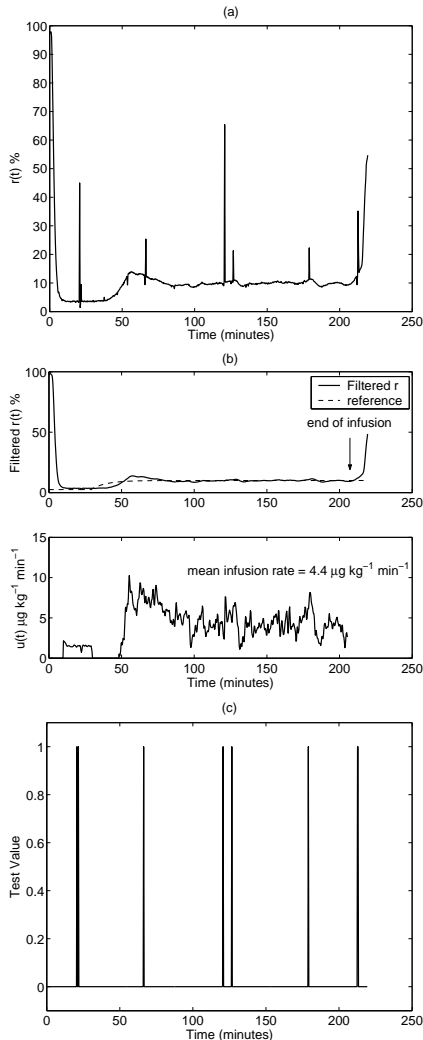 (a)
100
90
80
70
60
50
40
30
20
10
0
r(t) %
0 50 100 150 200 250
Time (minutes)
(b)
100
50
0
Filtered r(t) %
Filtered r
reference
end of infusion
0 50 100 150 200 250
15
10
5
0
u(t) μg kg⁻¹ min⁻¹
mean infusion rate = 4.4 μg kg⁻¹ min⁻¹
0 50 100 150 200 250
Time (minutes)
(c)
1
0.8
0.6
0.4
0.2
0
Test Value
0 50 100 150 200 250
Time (minutes)